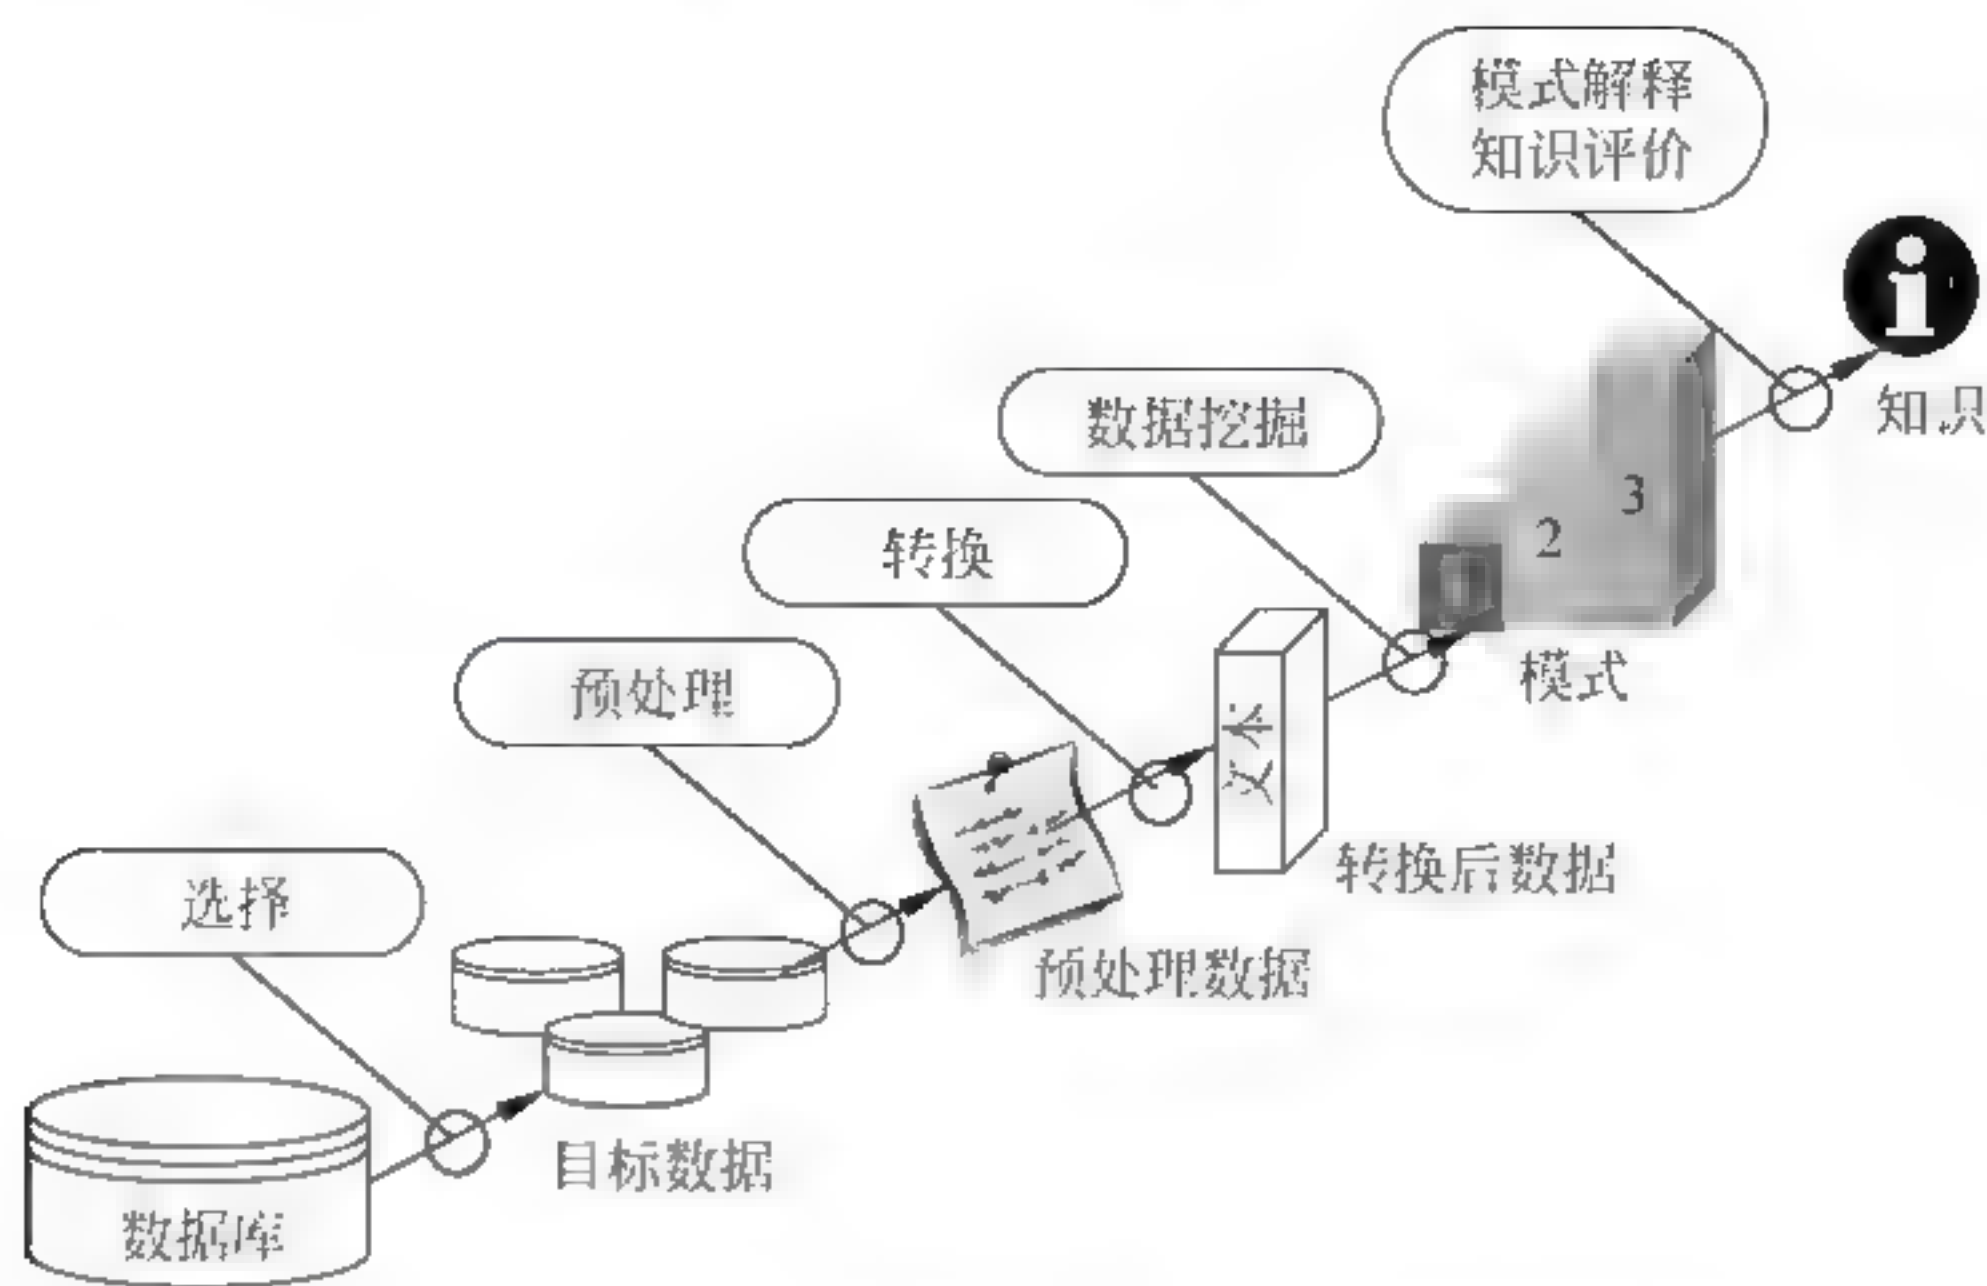 模式解释
知识评价
知识
数据挖掘
3
2
转换
模式
预处理
文本
转换后数据
选择
预处理数据
目标数据
数据库